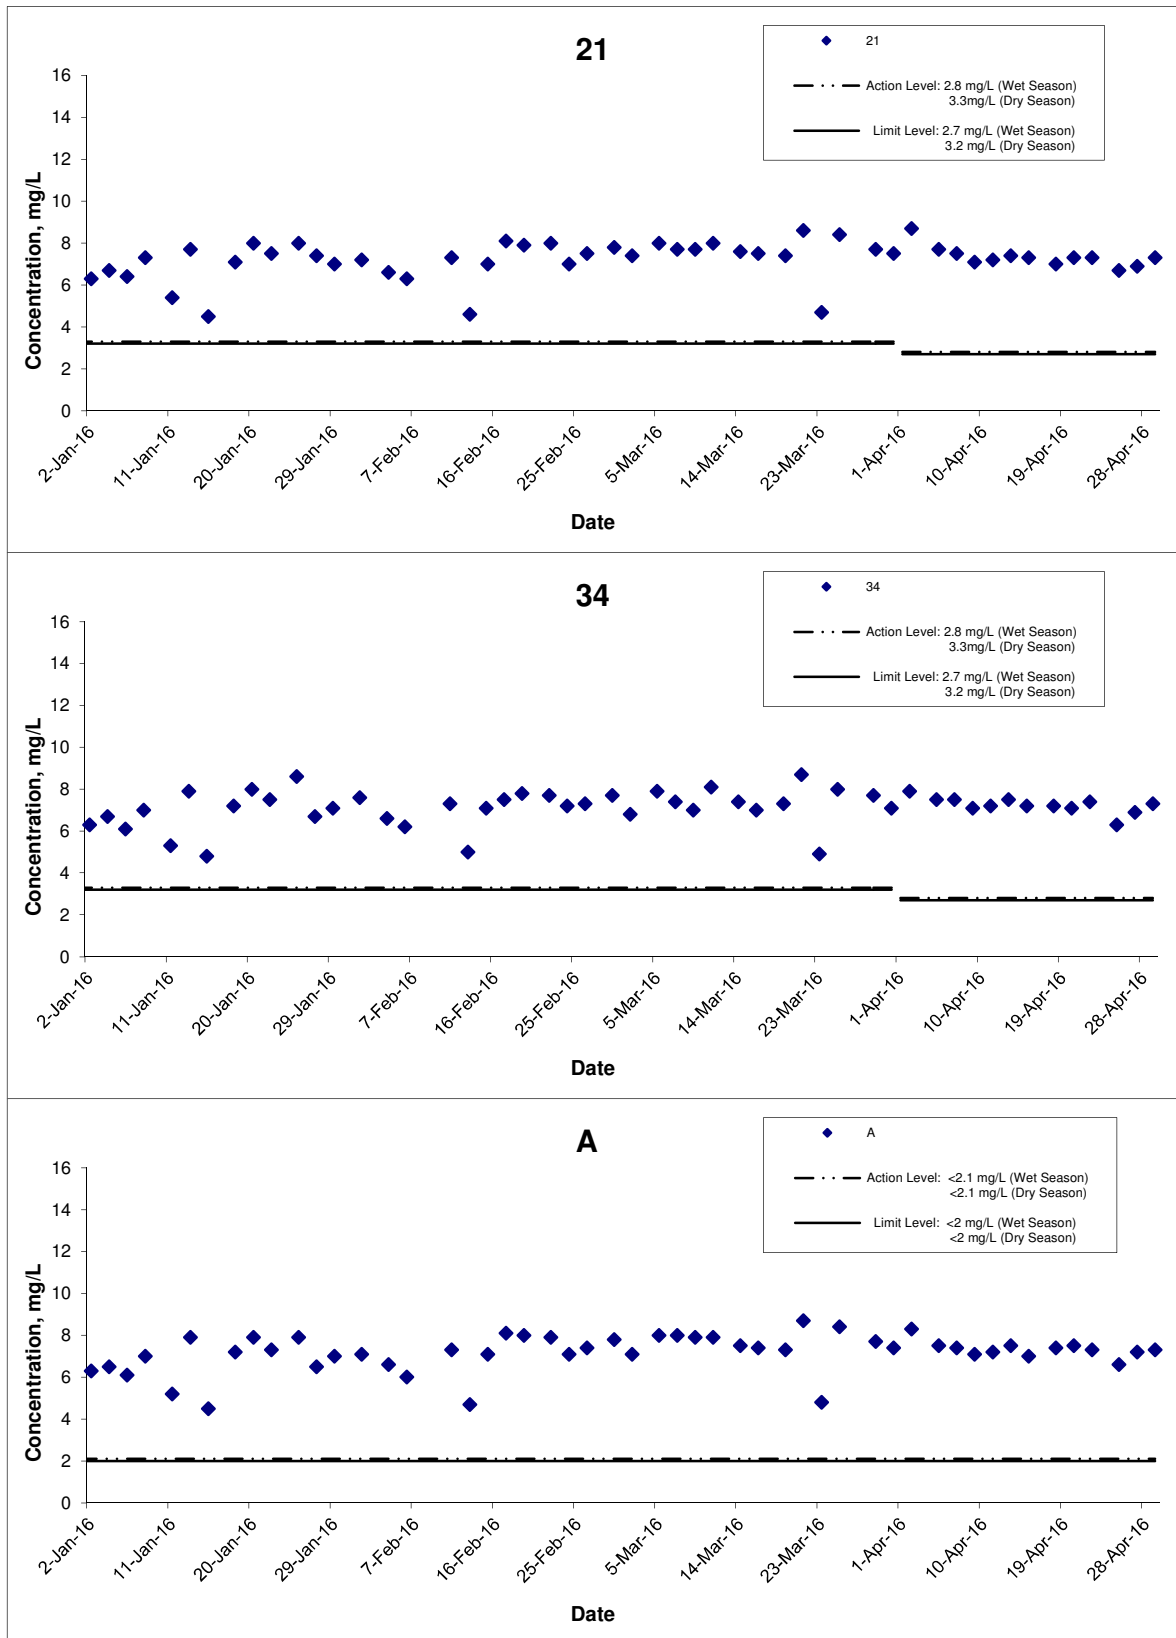 21
21
Action Level: 2.8 mg/L (Wet Season)
3.3mg/L (Dry Season)
Limit Level: 2.7 mg/L (Wet Season)
3.2 mg/L (Dry Season)
Concentration, mg/L
16
14
12
10
8
6
4
2
0
2-Jan-16
11-Jan-16
20-Jan-16
29-Jan-16
7-Feb-16
16-Feb-16
25-Feb-16
5-Mar-16
14-Mar-16
23-Mar-16
1-Apr-16
10-Apr-16
19-Apr-16
28-Apr-16
Date
34
34
Action Level: 2.8 mg/L (Wet Season)
3.3mg/L (Dry Season)
Limit Level: 2.7 mg/L (Wet Season)
3.2 mg/L (Dry Season)
Concentration, mg/L
16
14
12
10
8
6
4
2
0
2-Jan-16
11-Jan-16
20-Jan-16
29-Jan-16
7-Feb-16
16-Feb-16
25-Feb-16
5-Mar-16
14-Mar-16
23-Mar-16
1-Apr-16
10-Apr-16
19-Apr-16
28-Apr-16
Date
A
A
Action Level: <2.1 mg/L (Wet Season)
<2.1 mg/L (Dry Season)
Limit Level: <2 mg/L (Wet Season)
<2 mg/L (Dry Season)
Concentration, mg/L
16
14
12
10
8
6
4
2
0
2-Jan-16
11-Jan-16
20-Jan-16
29-Jan-16
7-Feb-16
16-Feb-16
25-Feb-16
5-Mar-16
14-Mar-16
23-Mar-16
1-Apr-16
10-Apr-16
19-Apr-16
28-Apr-16
Date